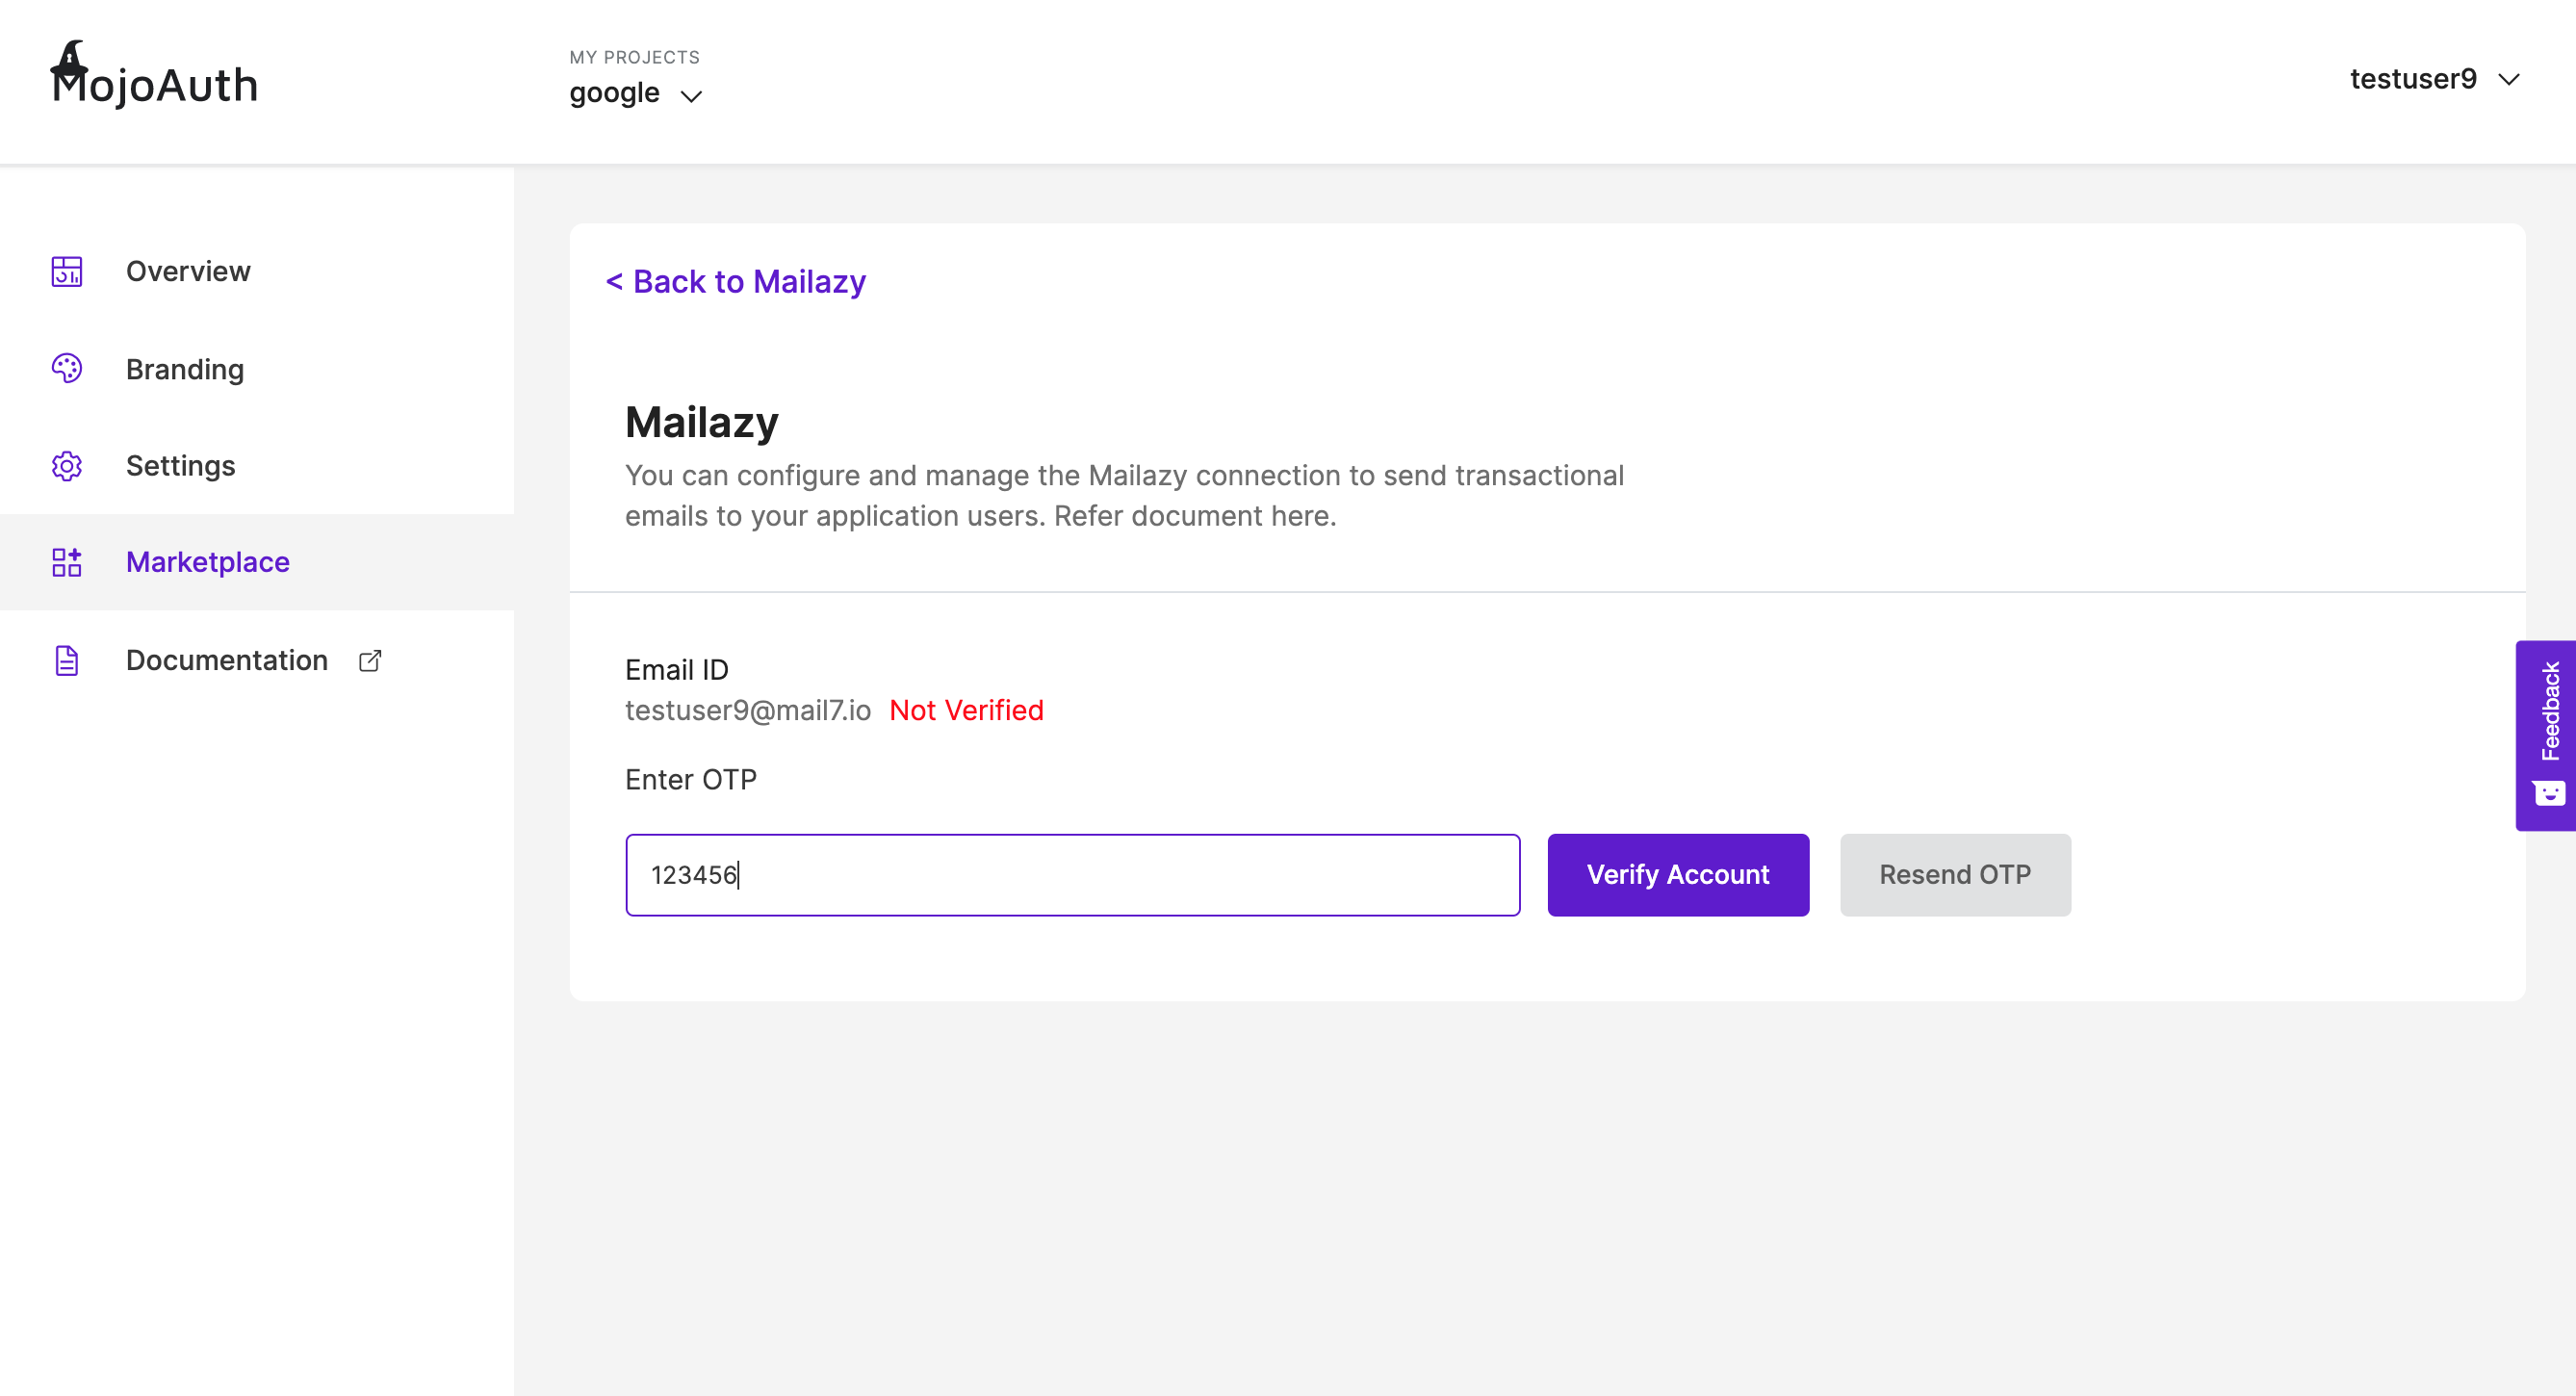 MojoAuth
MY PROJECTS
google
testuser9
Overview
Branding
Settings
Marketplace
Documentation
< Back to Mailazy
Mailazy
You can configure and manage the Mailazy connection to send transactional
emails to your application users. Refer document here.
Email ID
testuser9@mail7.io Not Verified
Enter OTP
123456
Verify Account
Resend OTP
Feedback